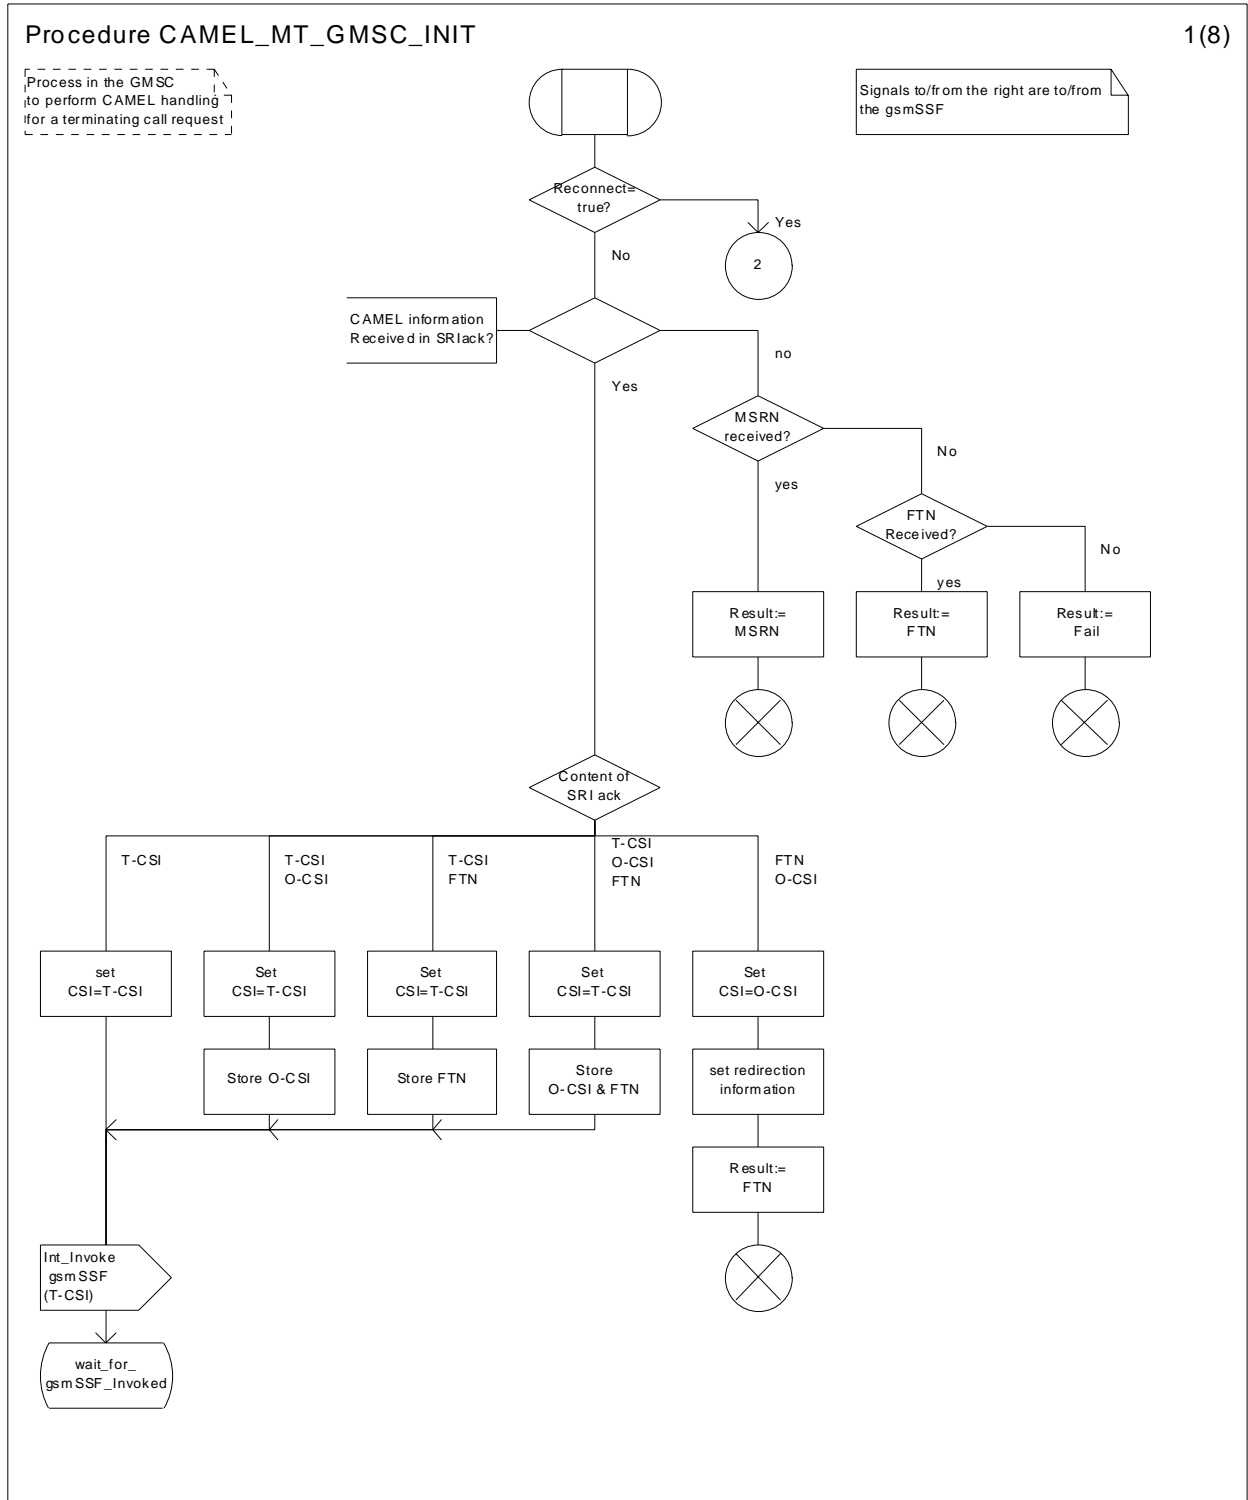 Procedure CAMEL_MT_GMSC_INIT
1(8)
Process in the GMSC
to perform CAMEL handling
for a terminating call request
Signals to/from the right are to/from
the gsmSSF
Reconnect=
true?
Yes
2
No
CAMEL information
Received in SRIack?
no
Yes
MSRN
received?
No
yes
FTN
Received?
No
yes
Result:=
MSRN
Result:=
FTN
Result:=
Fail
Content of
SRI ack
T-CSI
T-CSI
O-CSI
T-CSI
FTN
T-CSI
O-CSI
FTN
FTN
O-CSI
set
CSI=T-CSI
Set
CSI=T-CSI
Set
CSI=T-CSI
Set
CSI=T-CSI
Set
CSI=O-CSI
Store O-CSI
Store FTN
Store
O-CSI & FTN
set redirection
information
Result:=
FTN
Int_Invoke
gsmSSF
(T-CSI)
wait_for_
gsmSSF_Invoked